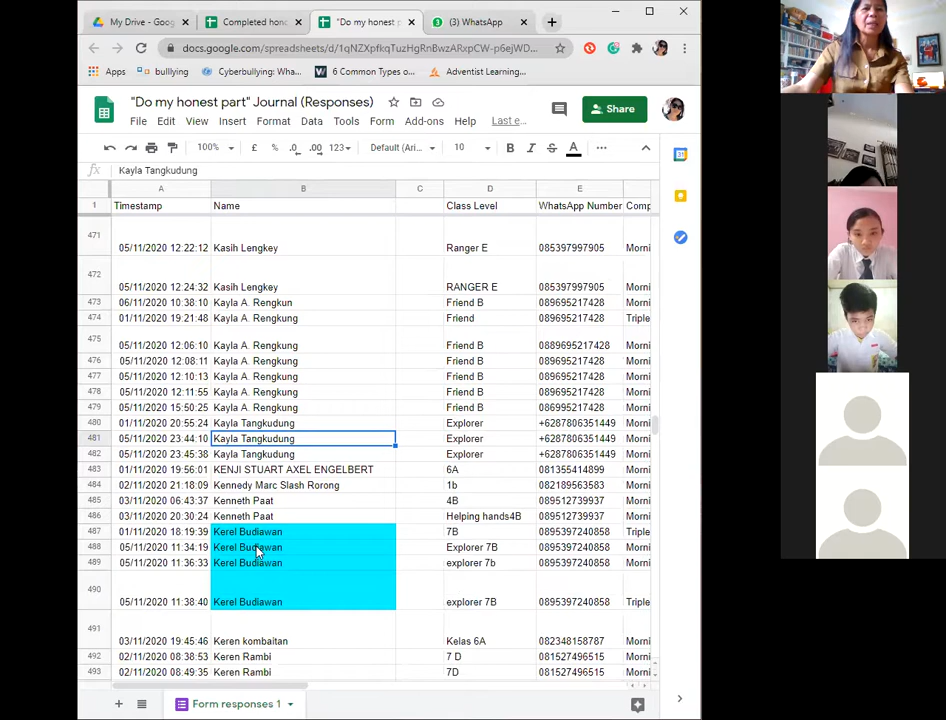 My Drive - Goog
Completed honor
"Do my honest p
(3) WhatsApp
docs.google.com/spreadsheets/d/1qNZXpfkqTuzHgRnBwzARxpCW-p6ejWD...
Apps
bulllying
Cyberbullying: Wha...
6 Common Types o...
Adventist Learning...
"Do my honest part" Journal (Responses)
File Edit View Insert Format Data Tools Form Add-ons Help Last e...
Share
100% £ % .0 .00 123 Default (Ari... 10 B I S A
fx Kayla Tangkudung
A B C D E
1 Timestamp Name Class Level WhatsApp Number Comp
471 05/11/2020 12:22:12 Kasih Lengkey Ranger E 085397997905 Morni
472 05/11/2020 12:24:32 Kasih Lengkey RANGER E 085397997905 Morni
473 06/11/2020 10:38:10 Kayla A. Rengkun Friend B 089695217428 Morni
474 01/11/2020 19:21:48 Kayla A. Rengkung Friend 089695217428 Triple
475 05/11/2020 12:06:10 Kayla A. Rengkung Friend B 0889695217428 Morni
476 05/11/2020 12:08:11 Kayla A. Rengkung Friend B 089695217428 Morni
477 05/11/2020 12:10:13 Kayla A. Rengkung Friend B 089695217428 Morni
478 05/11/2020 12:11:55 Kayla A. Rengkung Friend B 089695217428 Morni
479 05/11/2020 15:50:25 Kayla A. Rengkung Friend B 089695217428 Morni
480 01/11/2020 20:55:24 Kayla Tangkudung Explorer +6287806351449 Morni
481 05/11/2020 23:44:10 Kayla Tangkudung Explorer +6287806351449 Morni
482 05/11/2020 23:45:38 Kayla Tangkudung Explorer +6287806351449 Morni
483 01/11/2020 19:56:01 KENJI STUART AXEL ENGELBERT 6A 081355414899 Morni
484 02/11/2020 21:18:09 Kennedy Marc Slash Rorong 1b 082189563583 Morni
485 03/11/2020 06:43:37 Kenneth Paat 4B 089512739937 Morni
486 03/11/2020 20:30:24 Kenneth Paat Helping hands4B 089512739937 Morni
487 01/11/2020 18:19:39 Kerel Budiawan 7B 0895397240858 Triple
488 05/11/2020 11:34:19 Kerel Budiawan Explorer 7B 0895397240858 Morni
489 05/11/2020 11:36:33 Kerel Budiawan explorer 7b 0895397240858 Morni
490 05/11/2020 11:38:40 Kerel Budiawan explorer 7B 0895397240858 Triple
491 03/11/2020 19:45:46 Keren kombaitan Kelas 6A 082348158787 Morni
492 02/11/2020 08:38:53 Keren Rambi 7 D 081527496515 Morni
493 02/11/2020 08:49:35 Keren Rambi 7D 081527496515 Morni
Form responses 1